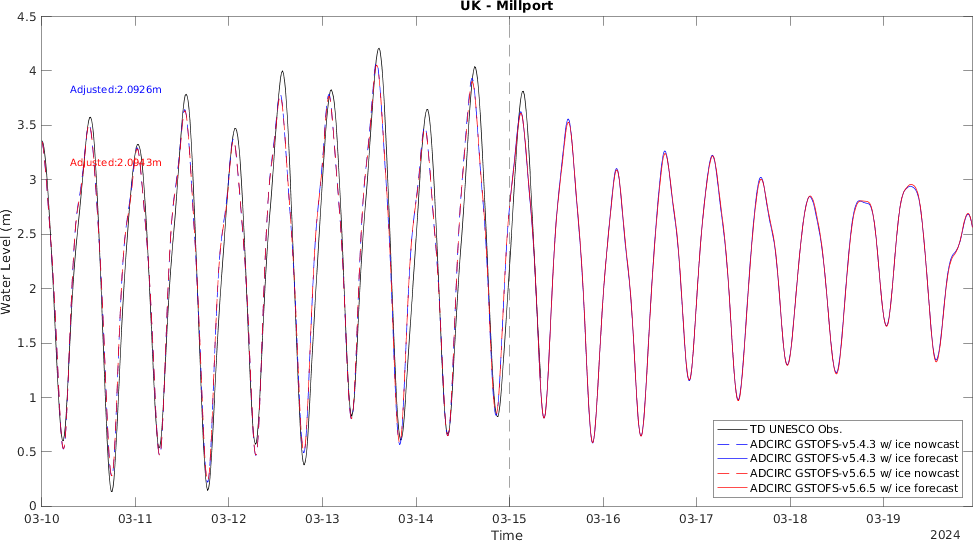 UK - Millport
4.5
4
3.5
3
2.5
2
1.5
1
0.5
0
Water Level (m)
Adjusted:2.0926m
Adjusted:2.0943m
TD UNESCO Obs.
ADCIRC GSTOFS-v5.4.3 w/ ice nowcast
ADCIRC GSTOFS-v5.4.3 w/ ice forecast
ADCIRC GSTOFS-v5.6.5 w/ ice nowcast
ADCIRC GSTOFS-v5.6.5 w/ ice forecast
03-10 03-11 03-12 03-13 03-14 03-15 03-16 03-17 03-18 03-19
Time
2024